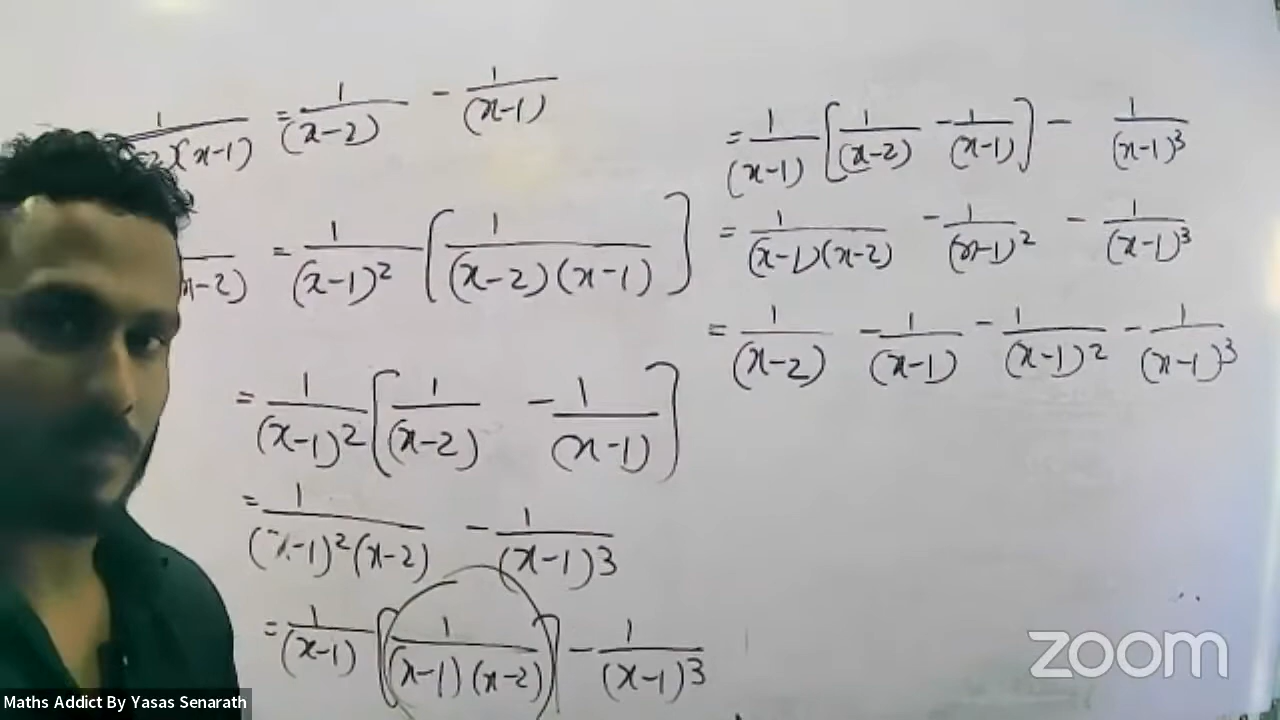 1/(x-2)(x-1) = 1/(x-2) - 1/(x-1)
x-2) = 1/(x-1)² [1/(x-2)(x-1)]
= 1/(x-1)² [1/(x-2) - 1/(x-1)]
= 1/(x-1)²(x-2) - 1/(x-1)³
= 1/(x-1) [1/(x-1)(x-2)] - 1/(x-1)³
= 1/(x-1) [1/(x-2) - 1/(x-1)] - 1/(x-1)³
= 1/(x-1)(x-2) - 1/(x-1)² - 1/(x-1)³
= 1/(x-2) - 1/(x-1) - 1/(x-1)² - 1/(x-1)³
zoom
Maths Addict By Yasas Senarath